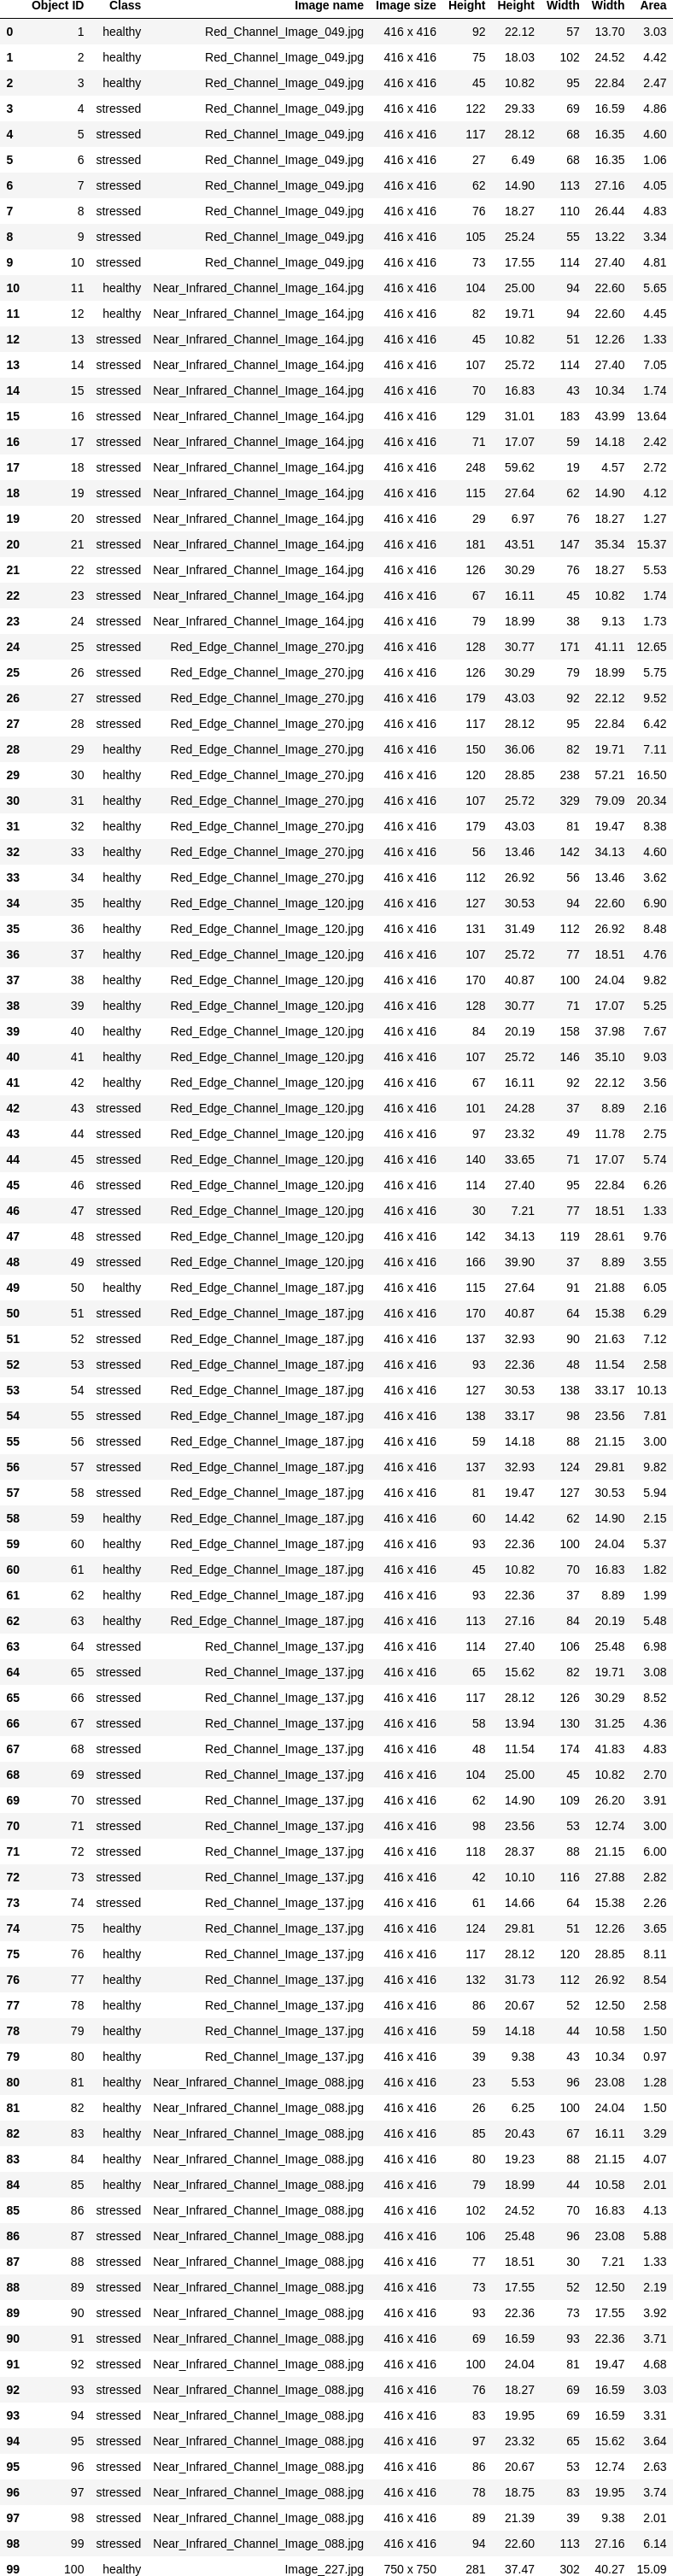 Object ID Class Image name Image size Height Height Width Width Area
0 1 healthy Red_Channel_Image_049.jpg 416 x 416 92 22.12 57 13.70 3.03
1 2 healthy Red_Channel_Image_049.jpg 416 x 416 75 18.03 102 24.52 4.42
2 3 healthy Red_Channel_Image_049.jpg 416 x 416 45 10.82 95 22.84 2.47
3 4 stressed Red_Channel_Image_049.jpg 416 x 416 122 29.33 69 16.59 4.86
4 5 stressed Red_Channel_Image_049.jpg 416 x 416 117 28.12 68 16.35 4.60
5 6 stressed Red_Channel_Image_049.jpg 416 x 416 27 6.49 68 16.35 1.06
6 7 stressed Red_Channel_Image_049.jpg 416 x 416 62 14.90 113 27.16 4.05
7 8 stressed Red_Channel_Image_049.jpg 416 x 416 76 18.27 110 26.44 4.83
8 9 stressed Red_Channel_Image_049.jpg 416 x 416 105 25.24 55 13.22 3.34
9 10 stressed Red_Channel_Image_049.jpg 416 x 416 73 17.55 114 27.40 4.81
10 11 healthy Near_Infrared_Channel_Image_164.jpg 416 x 416 104 25.00 94 22.60 5.65
11 12 healthy Near_Infrared_Channel_Image_164.jpg 416 x 416 82 19.71 94 22.60 4.45
12 13 stressed Near_Infrared_Channel_Image_164.jpg 416 x 416 45 10.82 51 12.26 1.33
13 14 stressed Near_Infrared_Channel_Image_164.jpg 416 x 416 107 25.72 114 27.40 7.05
14 15 stressed Near_Infrared_Channel_Image_164.jpg 416 x 416 70 16.83 43 10.34 1.74
15 16 stressed Near_Infrared_Channel_Image_164.jpg 416 x 416 129 31.01 183 43.99 13.64
16 17 stressed Near_Infrared_Channel_Image_164.jpg 416 x 416 71 17.07 59 14.18 2.42
17 18 stressed Near_Infrared_Channel_Image_164.jpg 416 x 416 248 59.62 19 4.57 2.72
18 19 stressed Near_Infrared_Channel_Image_164.jpg 416 x 416 115 27.64 62 14.90 4.12
19 20 stressed Near_Infrared_Channel_Image_164.jpg 416 x 416 29 6.97 76 18.27 1.27
20 21 stressed Near_Infrared_Channel_Image_164.jpg 416 x 416 181 43.51 147 35.34 15.37
21 22 stressed Near_Infrared_Channel_Image_164.jpg 416 x 416 126 30.29 76 18.27 5.53
22 23 stressed Near_Infrared_Channel_Image_164.jpg 416 x 416 67 16.11 45 10.82 1.74
23 24 stressed Near_Infrared_Channel_Image_164.jpg 416 x 416 79 18.99 38 9.13 1.73
24 25 stressed Red_Edge_Channel_Image_270.jpg 416 x 416 128 30.77 171 41.11 12.65
25 26 stressed Red_Edge_Channel_Image_270.jpg 416 x 416 126 30.29 79 18.99 5.75
26 27 stressed Red_Edge_Channel_Image_270.jpg 416 x 416 179 43.03 92 22.12 9.52
27 28 stressed Red_Edge_Channel_Image_270.jpg 416 x 416 117 28.12 95 22.84 6.42
28 29 healthy Red_Edge_Channel_Image_270.jpg 416 x 416 150 36.06 82 19.71 7.11
29 30 healthy Red_Edge_Channel_Image_270.jpg 416 x 416 120 28.85 238 57.21 16.50
30 31 healthy Red_Edge_Channel_Image_270.jpg 416 x 416 107 25.72 329 79.09 20.34
31 32 healthy Red_Edge_Channel_Image_270.jpg 416 x 416 179 43.03 81 19.47 8.38
32 33 healthy Red_Edge_Channel_Image_270.jpg 416 x 416 56 13.46 142 34.13 4.60
33 34 healthy Red_Edge_Channel_Image_270.jpg 416 x 416 112 26.92 56 13.46 3.62
34 35 healthy Red_Edge_Channel_Image_120.jpg 416 x 416 127 30.53 94 22.60 6.90
35 36 healthy Red_Edge_Channel_Image_120.jpg 416 x 416 131 31.49 112 26.92 8.48
36 37 healthy Red_Edge_Channel_Image_120.jpg 416 x 416 107 25.72 77 18.51 4.76
37 38 healthy Red_Edge_Channel_Image_120.jpg 416 x 416 170 40.87 100 24.04 9.82
38 39 healthy Red_Edge_Channel_Image_120.jpg 416 x 416 128 30.77 71 17.07 5.25
39 40 healthy Red_Edge_Channel_Image_120.jpg 416 x 416 84 20.19 158 37.98 7.67
40 41 healthy Red_Edge_Channel_Image_120.jpg 416 x 416 107 25.72 146 35.10 9.03
41 42 healthy Red_Edge_Channel_Image_120.jpg 416 x 416 67 16.11 92 22.12 3.56
42 43 stressed Red_Edge_Channel_Image_120.jpg 416 x 416 101 24.28 37 8.89 2.16
43 44 stressed Red_Edge_Channel_Image_120.jpg 416 x 416 97 23.32 49 11.78 2.75
44 45 stressed Red_Edge_Channel_Image_120.jpg 416 x 416 140 33.65 71 17.07 5.74
45 46 stressed Red_Edge_Channel_Image_120.jpg 416 x 416 114 27.40 95 22.84 6.26
46 47 stressed Red_Edge_Channel_Image_120.jpg 416 x 416 30 7.21 77 18.51 1.33
47 48 stressed Red_Edge_Channel_Image_120.jpg 416 x 416 142 34.13 119 28.61 9.76
48 49 stressed Red_Edge_Channel_Image_120.jpg 416 x 416 166 39.90 37 8.89 3.55
49 50 healthy Red_Edge_Channel_Image_187.jpg 416 x 416 115 27.64 91 21.88 6.05
50 51 stressed Red_Edge_Channel_Image_187.jpg 416 x 416 170 40.87 64 15.38 6.29
51 52 stressed Red_Edge_Channel_Image_187.jpg 416 x 416 137 32.93 90 21.63 7.12
52 53 stressed Red_Edge_Channel_Image_187.jpg 416 x 416 93 22.36 48 11.54 2.58
53 54 stressed Red_Edge_Channel_Image_187.jpg 416 x 416 127 30.53 138 33.17 10.13
54 55 stressed Red_Edge_Channel_Image_187.jpg 416 x 416 138 33.17 98 23.56 7.81
55 56 stressed Red_Edge_Channel_Image_187.jpg 416 x 416 59 14.18 88 21.15 3.00
56 57 stressed Red_Edge_Channel_Image_187.jpg 416 x 416 137 32.93 124 29.81 9.82
57 58 stressed Red_Edge_Channel_Image_187.jpg 416 x 416 81 19.47 127 30.53 5.94
58 59 healthy Red_Edge_Channel_Image_187.jpg 416 x 416 60 14.42 62 14.90 2.15
59 60 healthy Red_Edge_Channel_Image_187.jpg 416 x 416 93 22.36 100 24.04 5.37
60 61 healthy Red_Edge_Channel_Image_187.jpg 416 x 416 45 10.82 70 16.83 1.82
61 62 healthy Red_Edge_Channel_Image_187.jpg 416 x 416 93 22.36 37 8.89 1.99
62 63 healthy Red_Edge_Channel_Image_187.jpg 416 x 416 113 27.16 84 20.19 5.48
63 64 stressed Red_Channel_Image_137.jpg 416 x 416 114 27.40 106 25.48 6.98
64 65 stressed Red_Channel_Image_137.jpg 416 x 416 65 15.62 82 19.71 3.08
65 66 stressed Red_Channel_Image_137.jpg 416 x 416 117 28.12 126 30.29 8.52
66 67 stressed Red_Channel_Image_137.jpg 416 x 416 58 13.94 130 31.25 4.36
67 68 stressed Red_Channel_Image_137.jpg 416 x 416 48 11.54 174 41.83 4.83
68 69 stressed Red_Channel_Image_137.jpg 416 x 416 104 25.00 45 10.82 2.70
69 70 stressed Red_Channel_Image_137.jpg 416 x 416 62 14.90 109 26.20 3.91
70 71 stressed Red_Channel_Image_137.jpg 416 x 416 98 23.56 53 12.74 3.00
71 72 stressed Red_Channel_Image_137.jpg 416 x 416 118 28.37 88 21.15 6.00
72 73 stressed Red_Channel_Image_137.jpg 416 x 416 42 10.10 116 27.88 2.82
73 74 stressed Red_Channel_Image_137.jpg 416 x 416 61 14.66 64 15.38 2.26
74 75 healthy Red_Channel_Image_137.jpg 416 x 416 124 29.81 51 12.26 3.65
75 76 healthy Red_Channel_Image_137.jpg 416 x 416 117 28.12 120 28.85 8.11
76 77 healthy Red_Channel_Image_137.jpg 416 x 416 132 31.73 112 26.92 8.54
77 78 healthy Red_Channel_Image_137.jpg 416 x 416 86 20.67 52 12.50 2.58
78 79 healthy Red_Channel_Image_137.jpg 416 x 416 59 14.18 44 10.58 1.50
79 80 healthy Red_Channel_Image_137.jpg 416 x 416 39 9.38 43 10.34 0.97
80 81 healthy Near_Infrared_Channel_Image_088.jpg 416 x 416 23 5.53 96 23.08 1.28
81 82 healthy Near_Infrared_Channel_Image_088.jpg 416 x 416 26 6.25 100 24.04 1.50
82 83 healthy Near_Infrared_Channel_Image_088.jpg 416 x 416 85 20.43 67 16.11 3.29
83 84 healthy Near_Infrared_Channel_Image_088.jpg 416 x 416 80 19.23 88 21.15 4.07
84 85 healthy Near_Infrared_Channel_Image_088.jpg 416 x 416 79 18.99 44 10.58 2.01
85 86 stressed Near_Infrared_Channel_Image_088.jpg 416 x 416 102 24.52 70 16.83 4.13
86 87 stressed Near_Infrared_Channel_Image_088.jpg 416 x 416 106 25.48 96 23.08 5.88
87 88 stressed Near_Infrared_Channel_Image_088.jpg 416 x 416 77 18.51 30 7.21 1.33
88 89 stressed Near_Infrared_Channel_Image_088.jpg 416 x 416 73 17.55 52 12.50 2.19
89 90 stressed Near_Infrared_Channel_Image_088.jpg 416 x 416 93 22.36 73 17.55 3.92
90 91 stressed Near_Infrared_Channel_Image_088.jpg 416 x 416 69 16.59 93 22.36 3.71
91 92 stressed Near_Infrared_Channel_Image_088.jpg 416 x 416 100 24.04 81 19.47 4.68
92 93 stressed Near_Infrared_Channel_Image_088.jpg 416 x 416 76 18.27 69 16.59 3.03
93 94 stressed Near_Infrared_Channel_Image_088.jpg 416 x 416 83 19.95 69 16.59 3.31
94 95 stressed Near_Infrared_Channel_Image_088.jpg 416 x 416 97 23.32 65 15.62 3.64
95 96 stressed Near_Infrared_Channel_Image_088.jpg 416 x 416 86 20.67 53 12.74 2.63
96 97 stressed Near_Infrared_Channel_Image_088.jpg 416 x 416 78 18.75 83 19.95 3.74
97 98 stressed Near_Infrared_Channel_Image_088.jpg 416 x 416 89 21.39 39 9.38 2.01
98 99 stressed Near_Infrared_Channel_Image_088.jpg 416 x 416 94 22.60 113 27.16 6.14
99 100 healthy Image_227.jpg 750 x 750 281 37.47 302 40.27 15.09